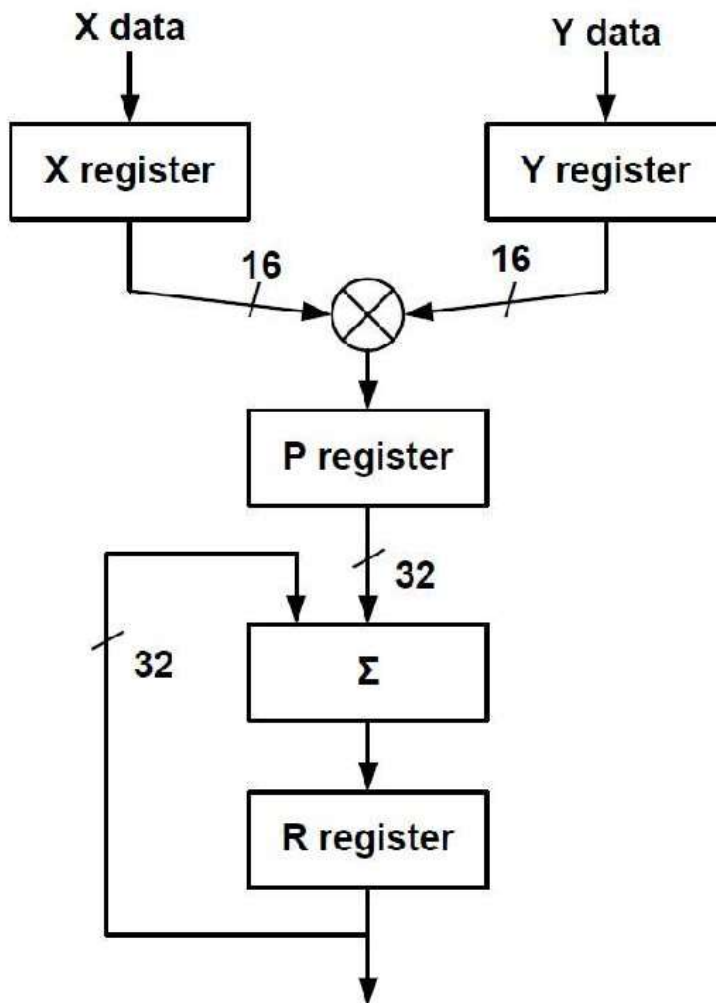 X data
Y data
X register
Y register
16
16
P register
32
32
Σ
R register